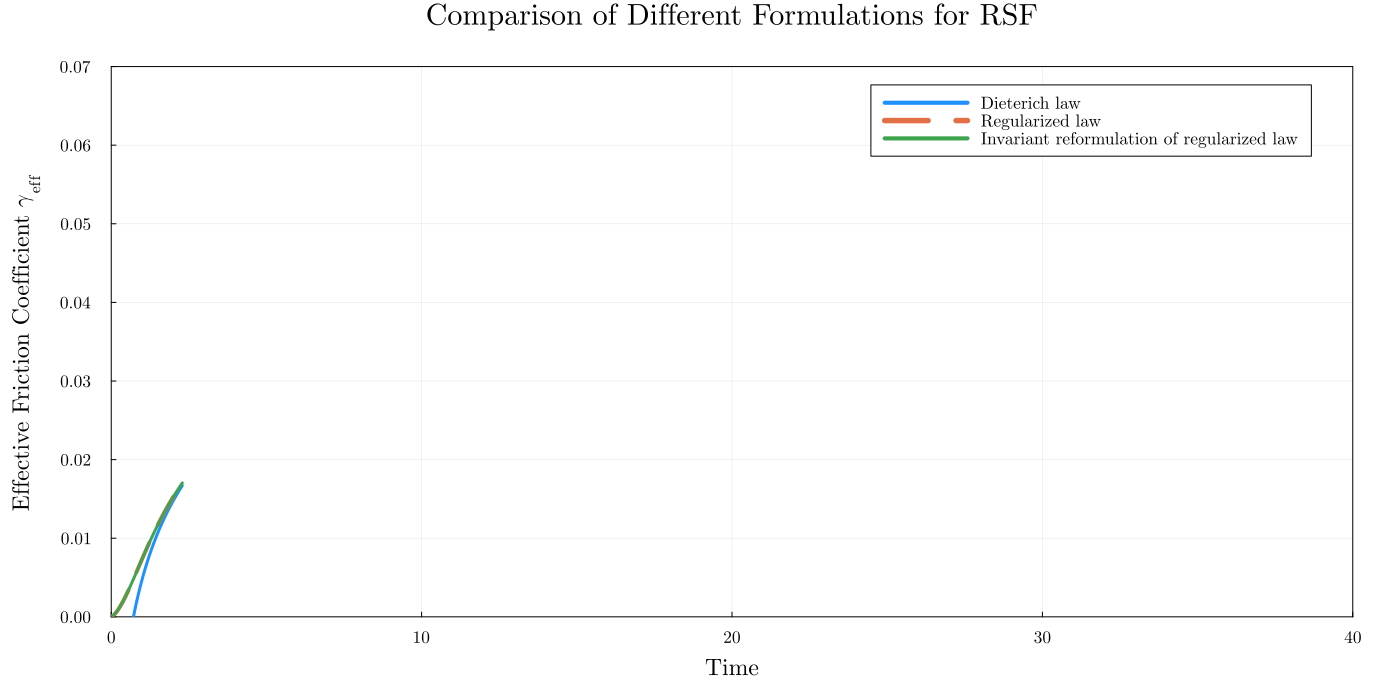 Comparison of Different Formulations for RSF
0.07
0.06
0.05
0.04
0.03
0.02
0.01
0.00
Effective Friction Coefficient γeff
Dieterich law
Regularized law
Invariant reformulation of regularized law
0 10 20 30 40
Time